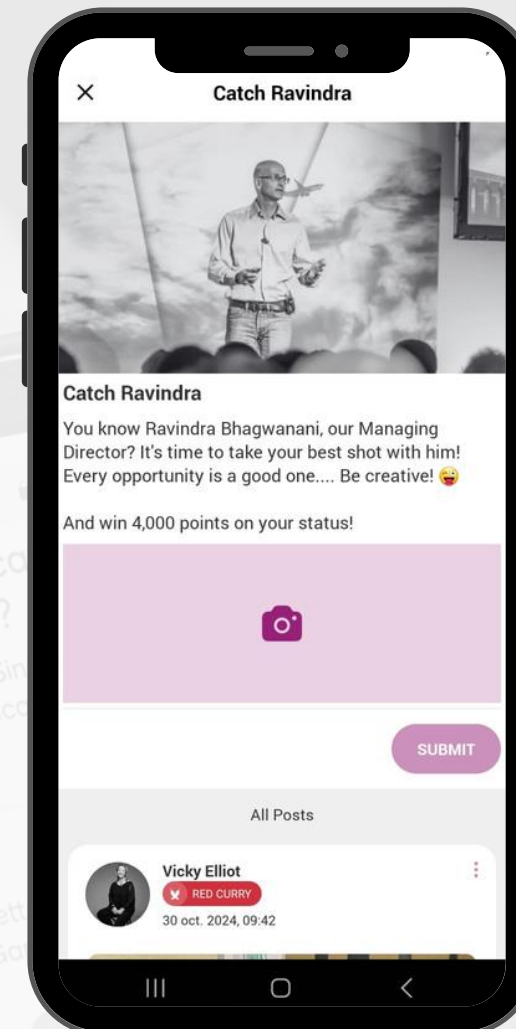 Catch Ravindra
Catch Ravindra
You know Ravindra Bhagwanani, our Managing
Director? It's time to take your best shot with him!
Every opportunity is a good one.... Be creative! 😜
And win 4,000 points on your status!
SUBMIT
All Posts
Vicky Elliot
RED CURRY
30 oct. 2024, 09:42